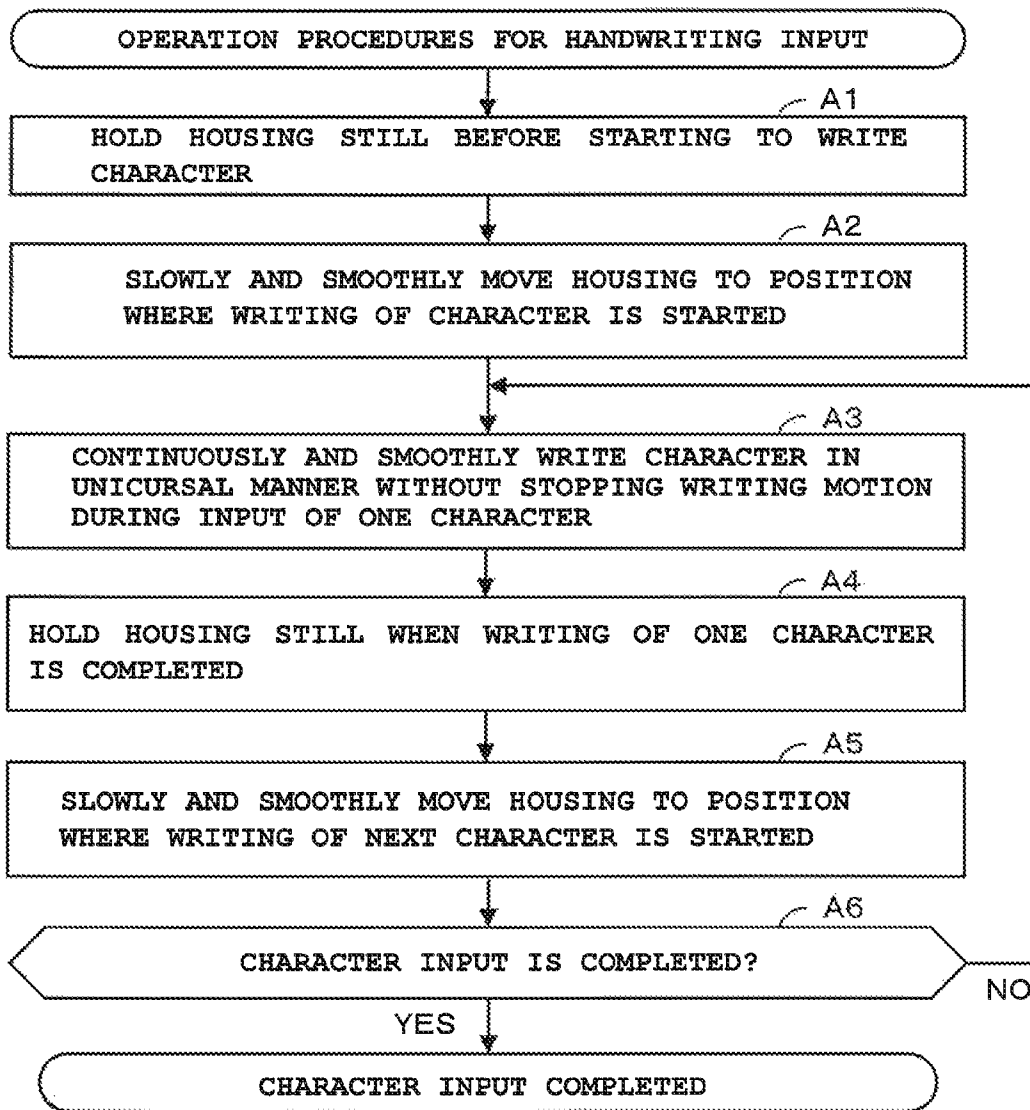 OPERATION PROCEDURES FOR HANDWRITING INPUT
A1
HOLD HOUSING STILL BEFORE STARTING TO WRITE
CHARACTER
A2
SLOWLY AND SMOOTHLY MOVE HOUSING TO POSITION
WHERE WRITING OF CHARACTER IS STARTED
A3
CONTINUOUSLY AND SMOOTHLY WRITE CHARACTER IN
UNICURSAL MANNER WITHOUT STOPPING WRITING MOTION
DURING INPUT OF ONE CHARACTER
A4
HOLD HOUSING STILL WHEN WRITING OF ONE CHARACTER
IS COMPLETED
A5
SLOWLY AND SMOOTHLY MOVE HOUSING TO POSITION
WHERE WRITING OF NEXT CHARACTER IS STARTED
A6
CHARACTER INPUT IS COMPLETED?
NO
YES
CHARACTER INPUT COMPLETED